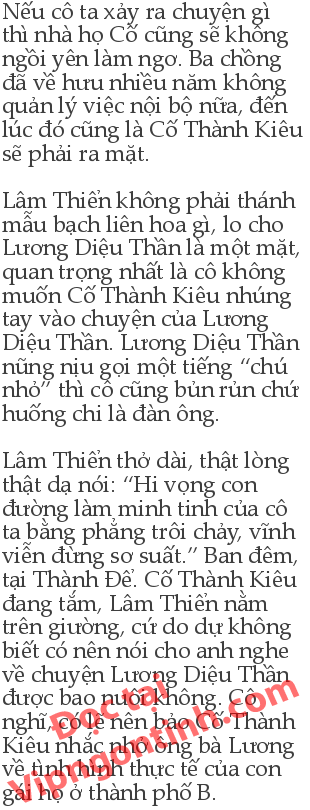 Nếu cô ta xảy ra chuyện gì
thì nhà họ Cố cũng sẽ không
ngồi yên làm ngơ. Ba chồng
đã về hưu nhiều năm không
quản lý việc nội bộ nữa, đến
lúc đó cũng là Cố Thành Kiêu
sẽ phải ra mặt.
Lâm Thiển không phải thánh
mẫu bạch liên hoa gì, lo cho
Lương Diệu Thần là một mặt,
quan trọng nhất là cô không
muốn Cố Thành Kiêu nhúng
tay vào chuyện của Lương
Diệu Thần. Lương Diệu Thần
nũng nịu gọi một tiếng “chú
nhỏ” thì cô cũng bủn rủn chứ
huống chi là đàn ông.
Lâm Thiển thở dài, thật lòng
thật dạ nói: “Hi vọng con
đường làm minh tinh của cô
ta bằng phẳng trôi chảy, vĩnh
viễn đừng sơ suất.” Ban đêm,
tại Thành Để. Cố Thành Kiêu
đang tắm, Lâm Thiển nằm
trên giường, cứ do dự không
biết có nên nói cho anh nghe
về chuyện Lương Diệu Thần
được bao nuôi không. Cô
nghĩ, có lẽ nên bảo Cố Thành
Kiêu nhắc nhở ông bà Lương
về tình hình thực tế của con
gái họ ở thành phố B.
Đọc tại
Vipngontinh.com